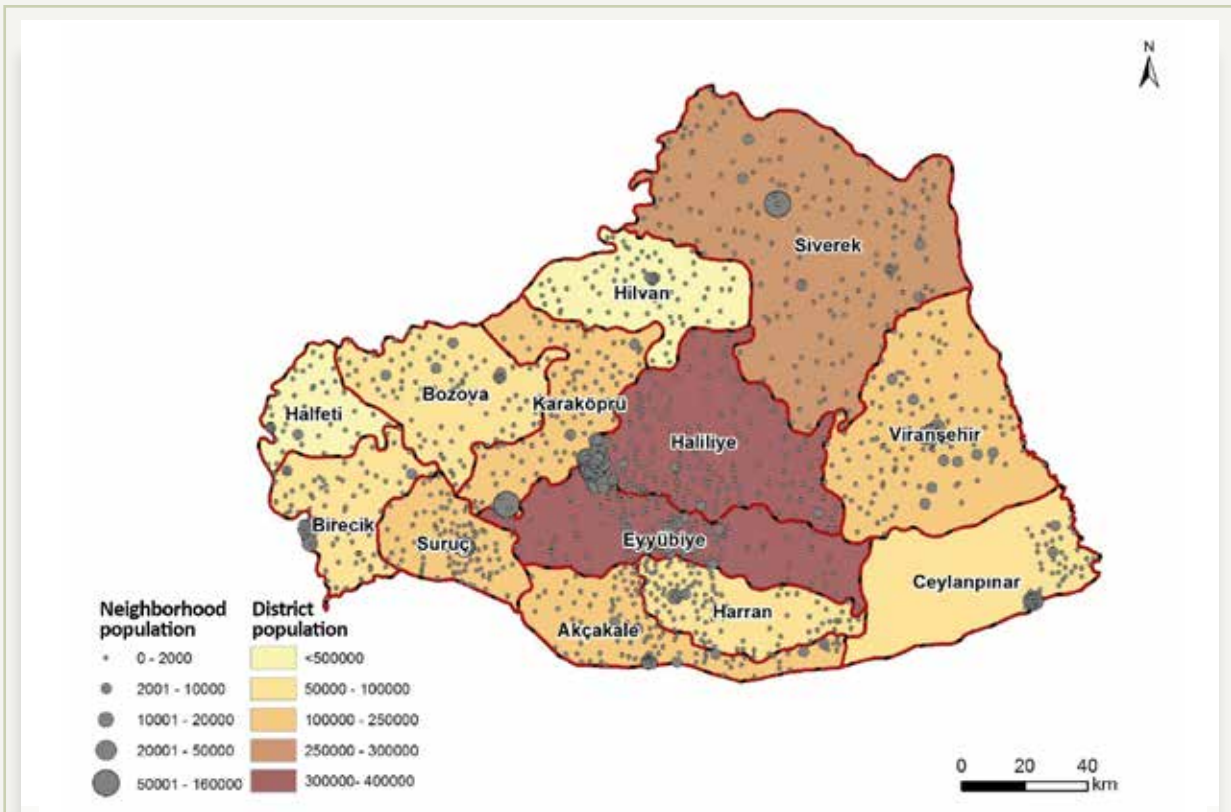 N
Siverek
Hilvan
Bozova
Halfeti
Karaköprü
Haliliye
Viranşehir
Birecik
Suruç
Eyyübiye
Ceylanpınar
Harran
Akçakale
Neighborhood population
0 - 2000
2001 - 10000
10001 - 20000
20001 - 50000
50001 - 160000
District population
<500000
50000 - 100000
100000 - 250000
250000 - 300000
300000- 400000
0 20 40
km